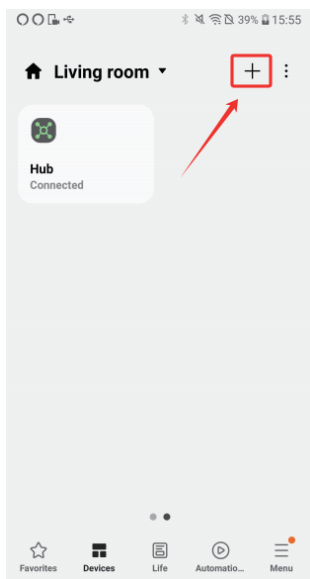 39% 15:55
Living room
Hub
Connected
Favorites Devices Life Automatio... Menu